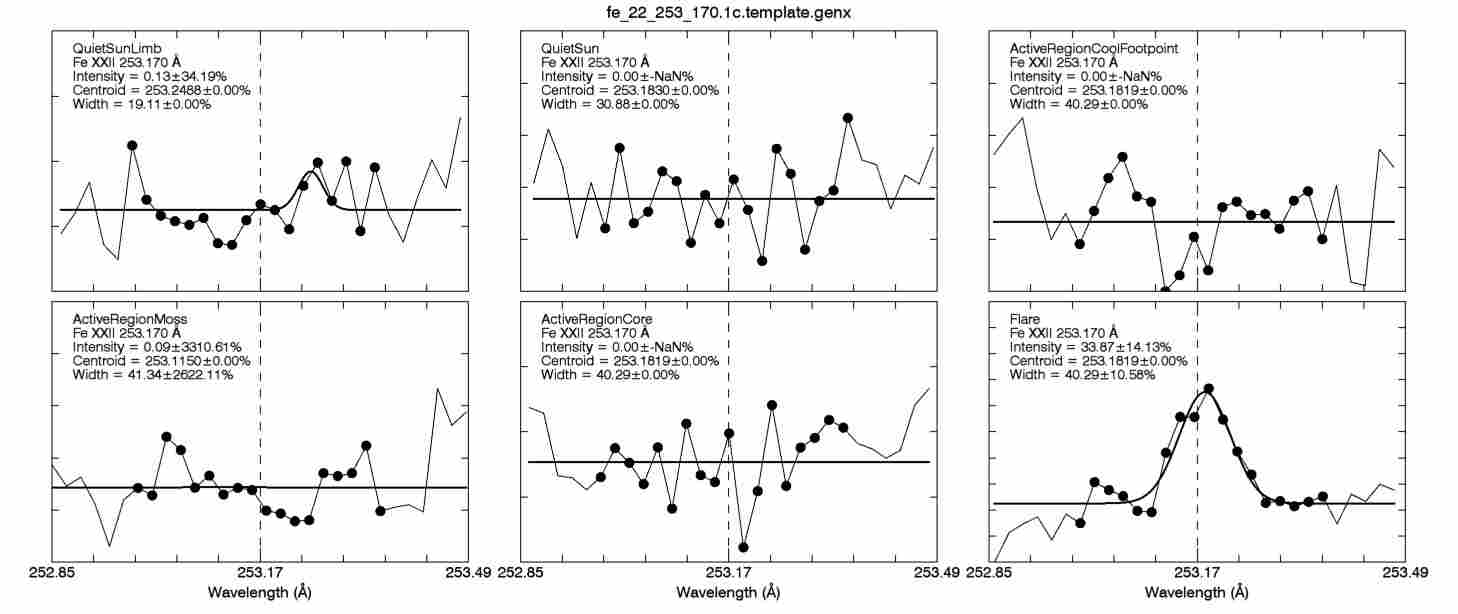 fe_22_253_170.1c.template.genx
QuietSunLimb
Fe XXII 253.170 Å
Intensity = 0.13±34.19%
Centroid = 253.2488±0.00%
Width = 19.11±0.00%
QuietSun
Fe XXII 253.170 Å
Intensity = 0.00±-NaN%
Centroid = 253.1830±0.00%
Width = 30.88±0.00%
ActiveRegionCoolFootpoint
Fe XXII 253.170 Å
Intensity = 0.00±-NaN%
Centroid = 253.1819±0.00%
Width = 40.29±0.00%
ActiveRegionMoss
Fe XXII 253.170 Å
Intensity = 0.09±3310.61%
Centroid = 253.1150±0.00%
Width = 41.34±2622.11%
ActiveRegionCore
Fe XXII 253.170 Å
Intensity = 0.00±-NaN%
Centroid = 253.1819±0.00%
Width = 40.29±0.00%
Flare
Fe XXII 253.170 Å
Intensity = 33.87±14.13%
Centroid = 253.1819±0.00%
Width = 40.29±10.58%
252.85 253.17 253.49 252.85 253.17 253.49 252.85 253.17 253.49
Wavelength (Å) Wavelength (Å) Wavelength (Å)